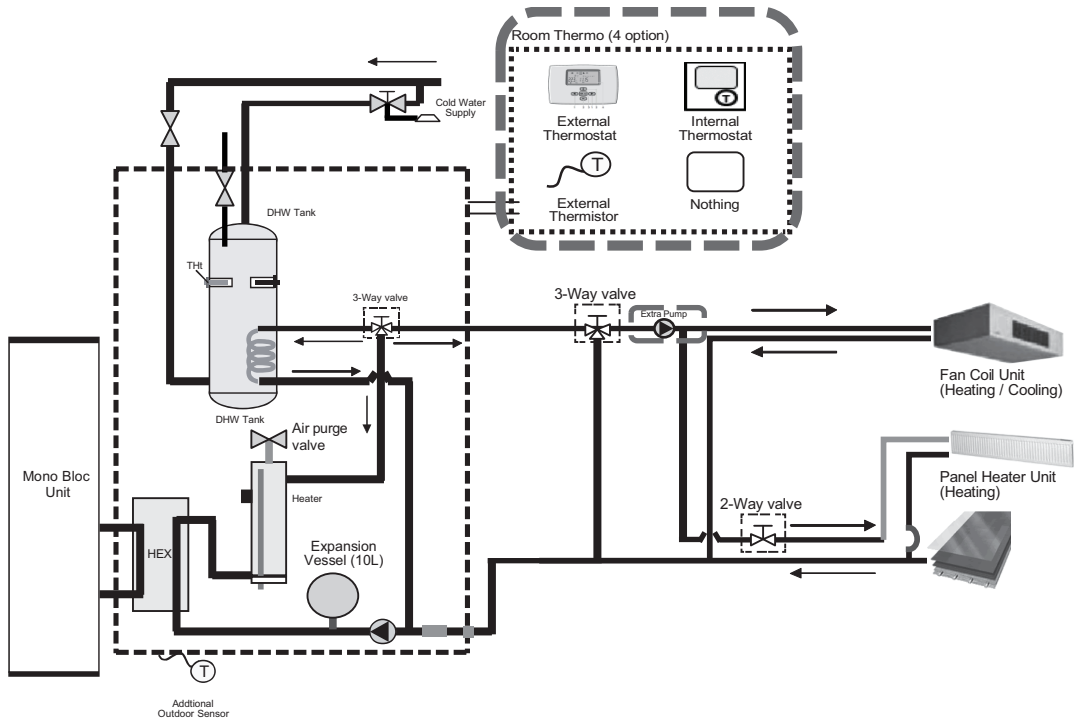 Room Thermo (4 option)
External
Thermostat
Internal
Thermostat
T
T
External
Thermistor
Nothing
Cold Water
Supply
DHW Tank
THt
3-Way valve
3-Way valve
Extra Pump
Fan Coil Unit
(Heating / Cooling)
DHW Tank
Air purge
valve
Mono Bloc
Unit
Heater
Panel Heater Unit
(Heating)
2-Way valve
HEX
Expansion
Vessel (10L)
T
Addtional
Outdoor Sensor